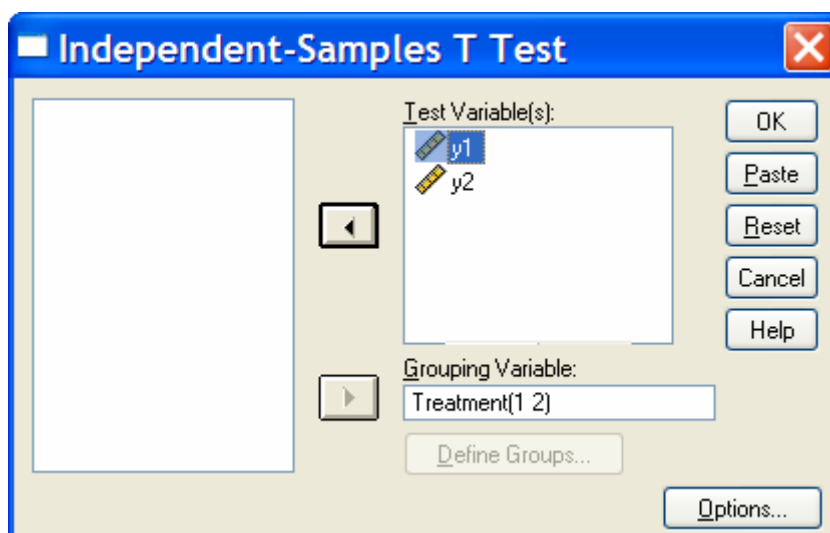 Independent-Samples T Test
Test Variable(s):
y1
y2
Grouping Variable:
Treatment(1 2)
Define Groups...
OK
Paste
Reset
Cancel
Help
Options...